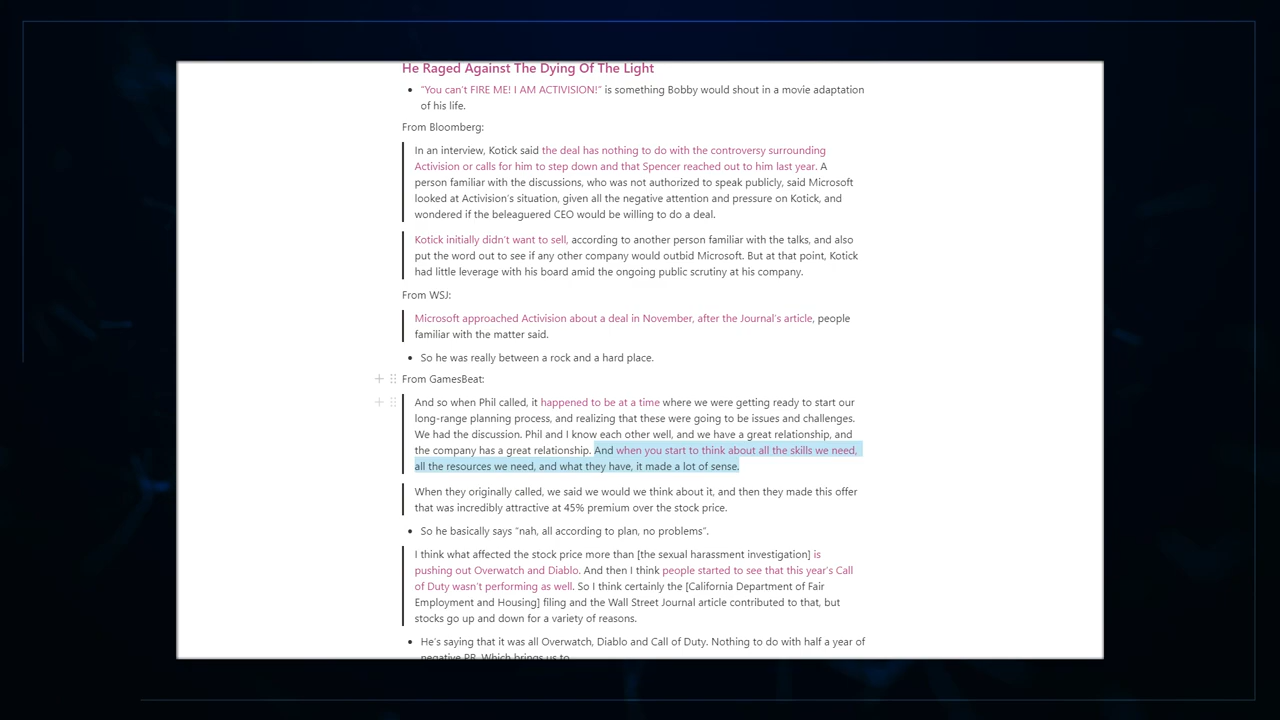 He Raged Against The Dying Of The Light
• "You can't FIRE ME! I AM ACTIVISION!" is something Bobby would shout in a movie adaptation
of his life.
From Bloomberg:
In an interview, Kotick said the deal has nothing to do with the controversy surrounding
Activision or calls for him to step down and that Spencer reached out to him last year. A
person familiar with the discussions, who was not authorized to speak publicly, said Microsoft
looked at Activision's situation, given all the negative attention and pressure on Kotick, and
wondered if the beleaguered CEO would be willing to do a deal.
Kotick initially didn't want to sell, according to another person familiar with the talks, and also
put the word out to see if any other company would outbid Microsoft. But at that point, Kotick
had little leverage with his board amid the ongoing public scrutiny at his company.
From WSJ:
Microsoft approached Activision about a deal in November, after the Journal's article, people
familiar with the matter said.
• So he was really between a rock and a hard place.
From GamesBeat:
And so when Phil called, it happened to be at a time where we were getting ready to start our
long-range planning process, and realizing that these were going to be issues and challenges.
We had the discussion. Phil and I know each other well, and we have a great relationship, and
the company has a great relationship. And when you start to think about all the skills we need,
all the resources we need, and what they have, it made a lot of sense.
When they originally called, we said we would we think about it, and then they made this offer
that was incredibly attractive at 45% premium over the stock price.
• So he basically says "nah, all according to plan, no problems".
I think what affected the stock price more than [the sexual harassment investigation] is
pushing out Overwatch and Diablo. And then I think people started to see that this year's Call
of Duty wasn't performing as well. So I think certainly the [California Department of Fair
Employment and Housing] filing and the Wall Street Journal article contributed to that, but
stocks go up and down for a variety of reasons.
• He's saying that it was all Overwatch, Diablo and Call of Duty. Nothing to do with half a year of
negative PR. Which brings us to